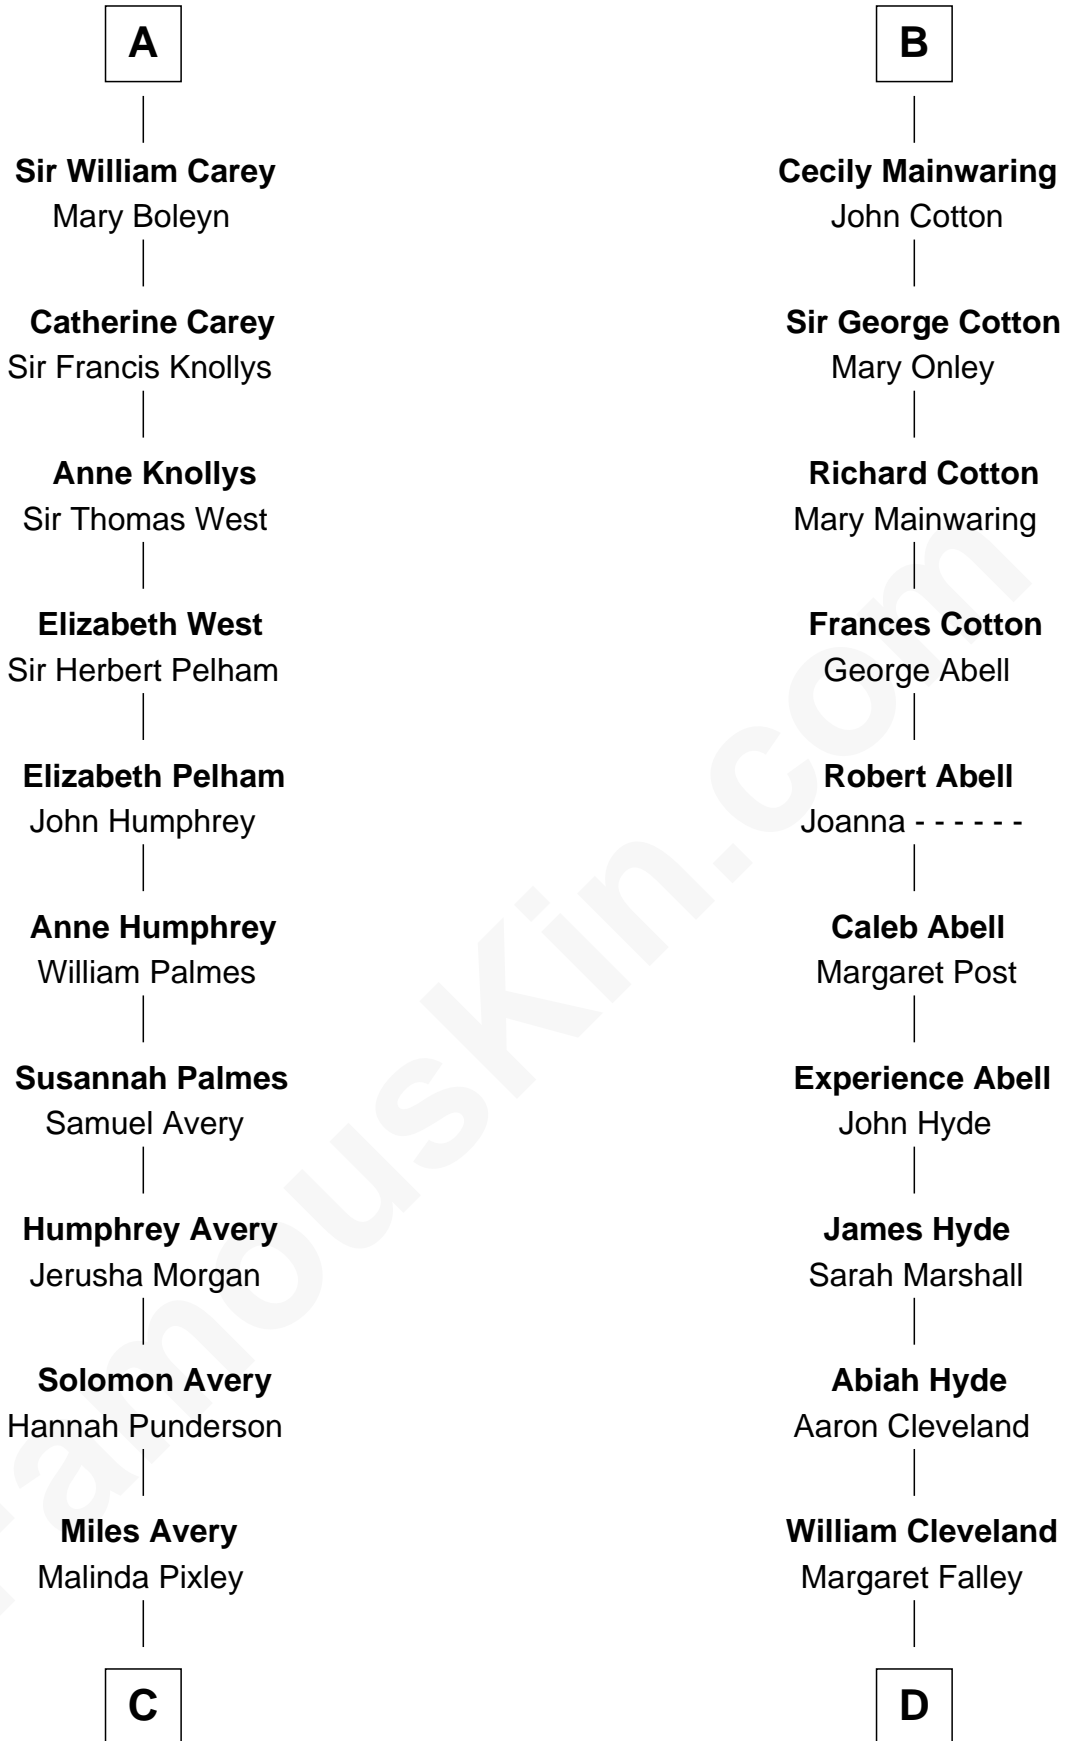 A
Sir William Carey
Mary Boleyn
Catherine Carey
Sir Francis Knollys
Anne Knollys
Sir Thomas West
Elizabeth West
Sir Herbert Pelham
Elizabeth Pelham
John Humphrey
Anne Humphrey
William Palmes
Susannah Palmes
Samuel Avery
Humphrey Avery
Jerusha Morgan
Solomon Avery
Hannah Punderson
Miles Avery
Malinda Pixley
C
B
Cecily Mainwaring
John Cotton
Sir George Cotton
Mary Onley
Richard Cotton
Mary Mainwaring
Frances Cotton
George Abell
Robert Abell
Joanna - - - - - -
Caleb Abell
Margaret Post
Experience Abell
John Hyde
James Hyde
Sarah Marshall
Abiah Hyde
Aaron Cleveland
William Cleveland
Margaret Falley
D
FamousKin.com